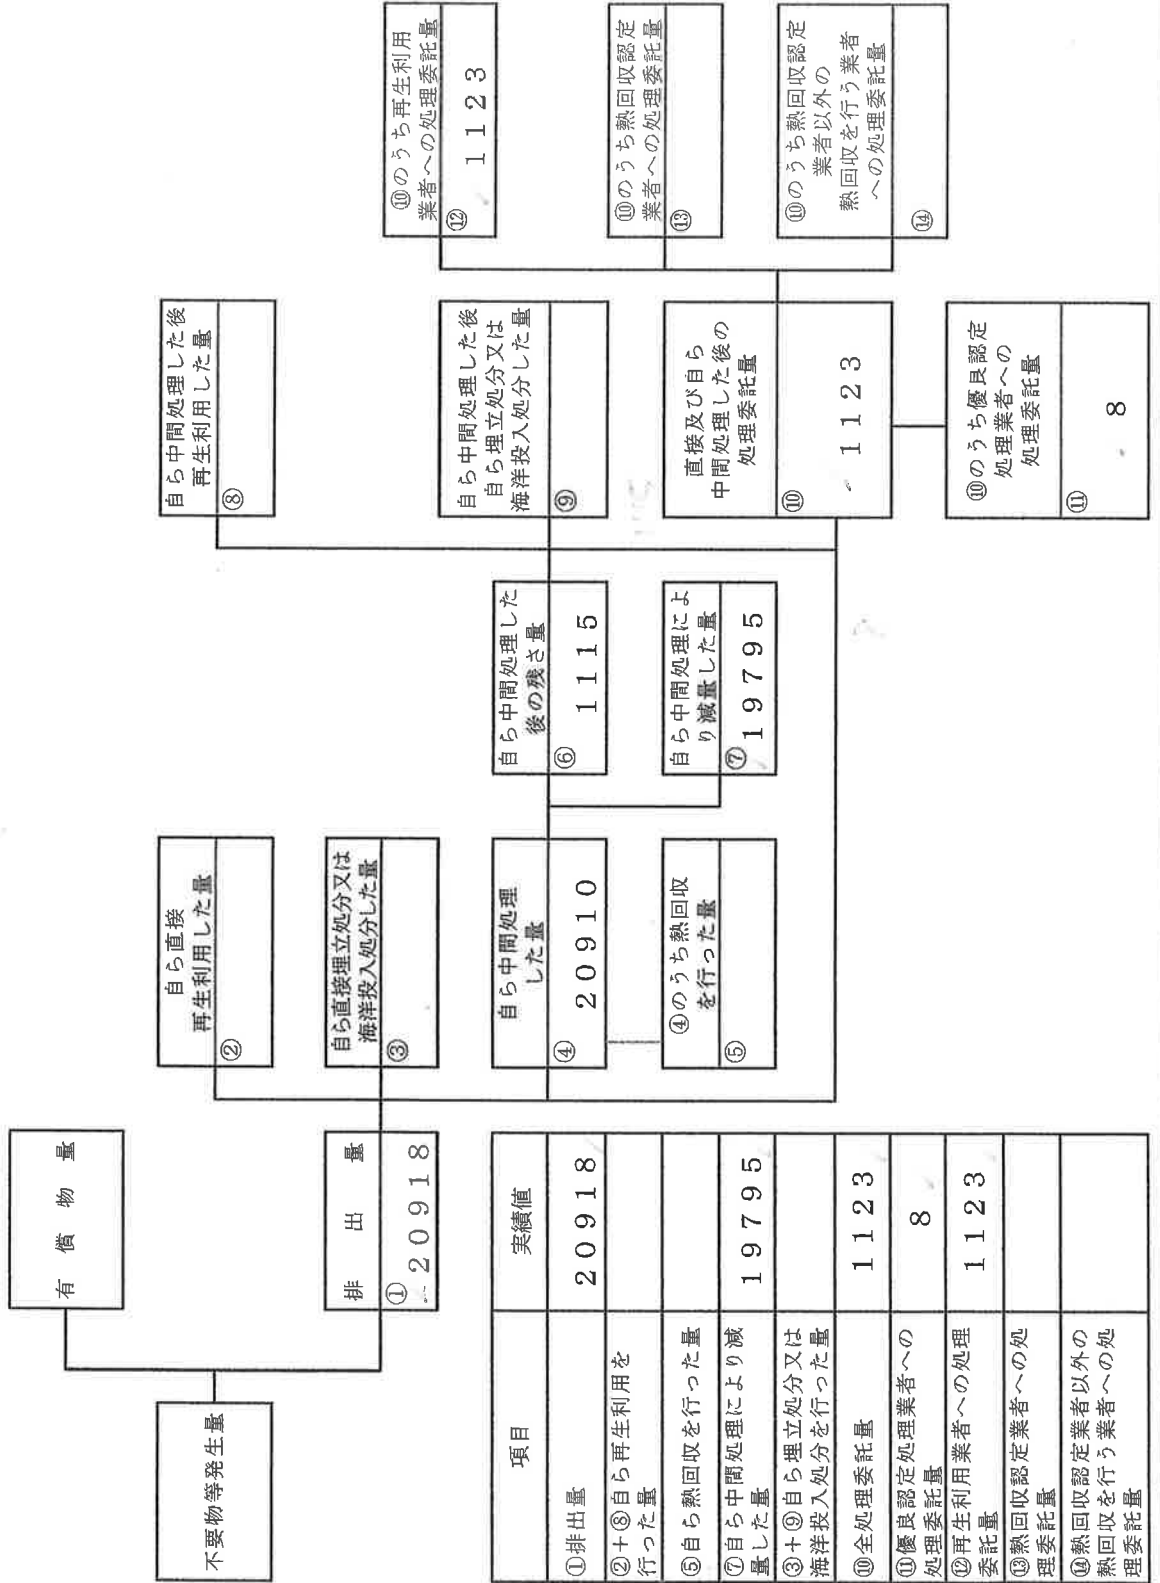 不要物等発生量
有償物量
排出量
①
20918
自ら直接
再生利用した量
②
自ら直接埋立処分又は
海洋投入処分した量
③
自ら中間処理
した量
④
20910
④のうち熱回収
を行った量
⑤
自ら中間処理した
後の残さ量
⑥
1115
自ら中間処理によ
り減量した量
⑦
19795
自ら中間処理した後
再生利用した量
⑧
自ら中間処理した後
自ら埋立処分又は
海洋投入処分した量
⑨
直接及び自ら
中間処理した後の
処理委託量
⑩
1123
⑩のうち優良認定
処理業者への
処理委託量
⑪
8
⑩のうち再生利用
業者への処理委託量
⑫
1123
⑩のうち熱回収認定
業者への処理委託量
⑬
⑩のうち熱回収認定
業者以外の
熱回収を行う業者
への処理委託量
⑭
項目 実績値
①排出量 20918
②+⑧自ら再生利用を
行った量
⑤自ら熱回収を行った量
⑦自ら中間処理により減
量した量 19795
③+⑨自ら埋立処分又は
海洋投入処分を行った量
⑩全処理委託量 1123
⑪優良認定処理業者への
処理委託量 8
⑫再生利用業者への処理
委託量 1123
⑬熱回収認定業者への処
理委託量
⑭熱回収認定業者以外の
熱回収を行う業者への処
理委託量